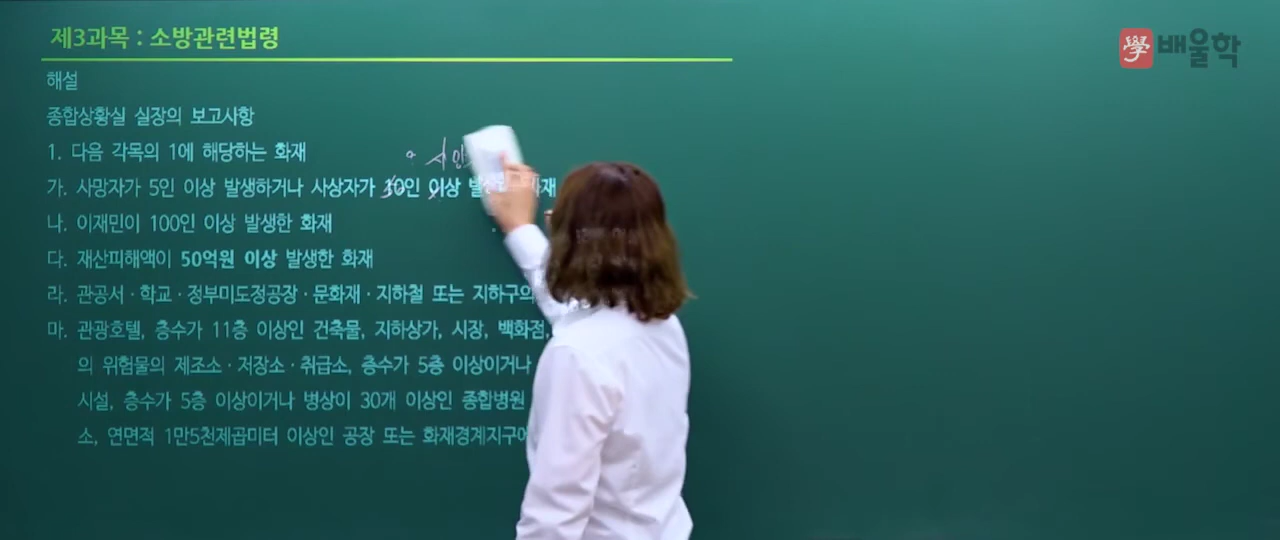 제3과목 : 소방관련법령
學 배울학
해설
종합상황실 실장의 보고사항
1. 다음 각목의 1에 해당하는 화재
가. 사망자가 5인 이상 발생하거나 사상자가 10인 이상
나. 이재민이 100인 이상 발생한 화재
다. 재산피해액이 50억원 이상 발생한 화재
라. 관공서·학교·정부미도정공장·문화재·지하철 또는 지하구의
마. 관광호텔, 층수가 11층 이상인 건축물, 지하상가, 시장, 백화점,
의 위험물의 제조소·저장소·취급소, 층수가 5층 이상이거나
시설, 층수가 5층 이상이거나 병상이 30개 이상인 종합병원
소, 연면적 1만5천제곱미터 이상인 공장 또는 화재경계지구에